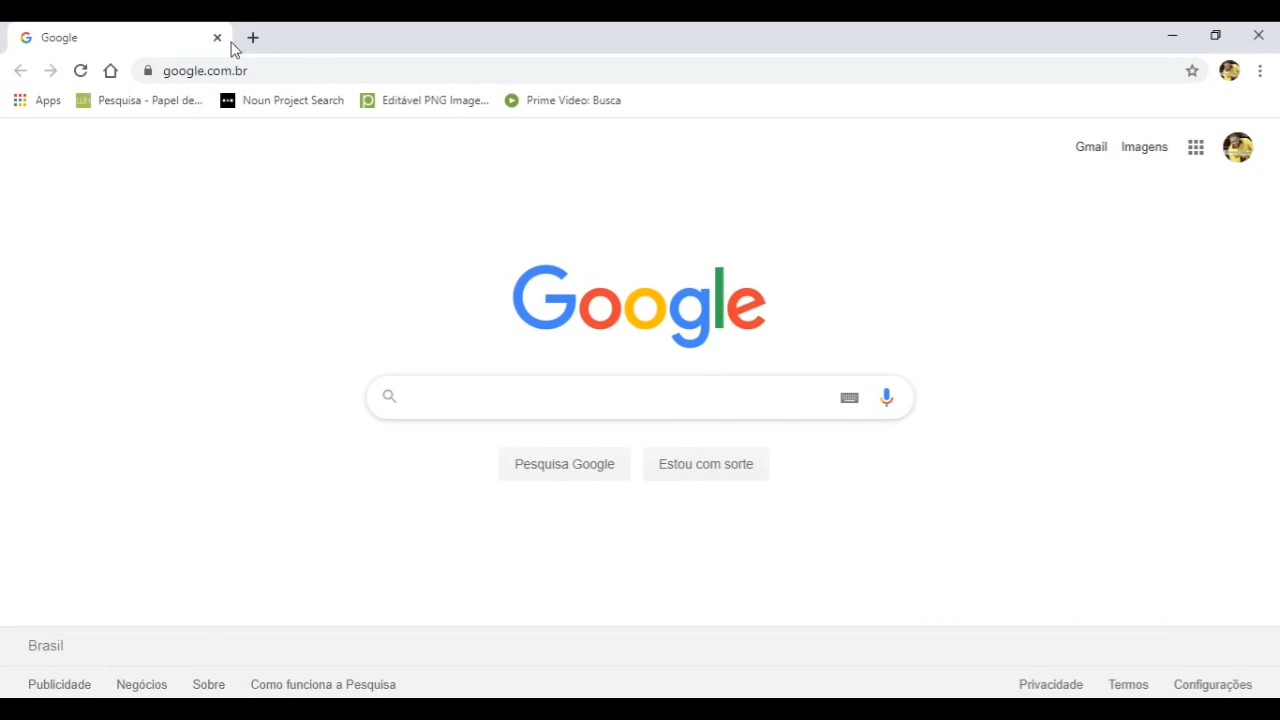 Google
google.com.br
Apps Pesquisa - Papel de... Noun Project Search Editável PNG Image... Prime Video: Busca
Gmail Imagens
Google
Pesquisa Google Estou com sorte
Brasil
Publicidade Negócios Sobre Como funciona a Pesquisa Privacidade Termos Configurações